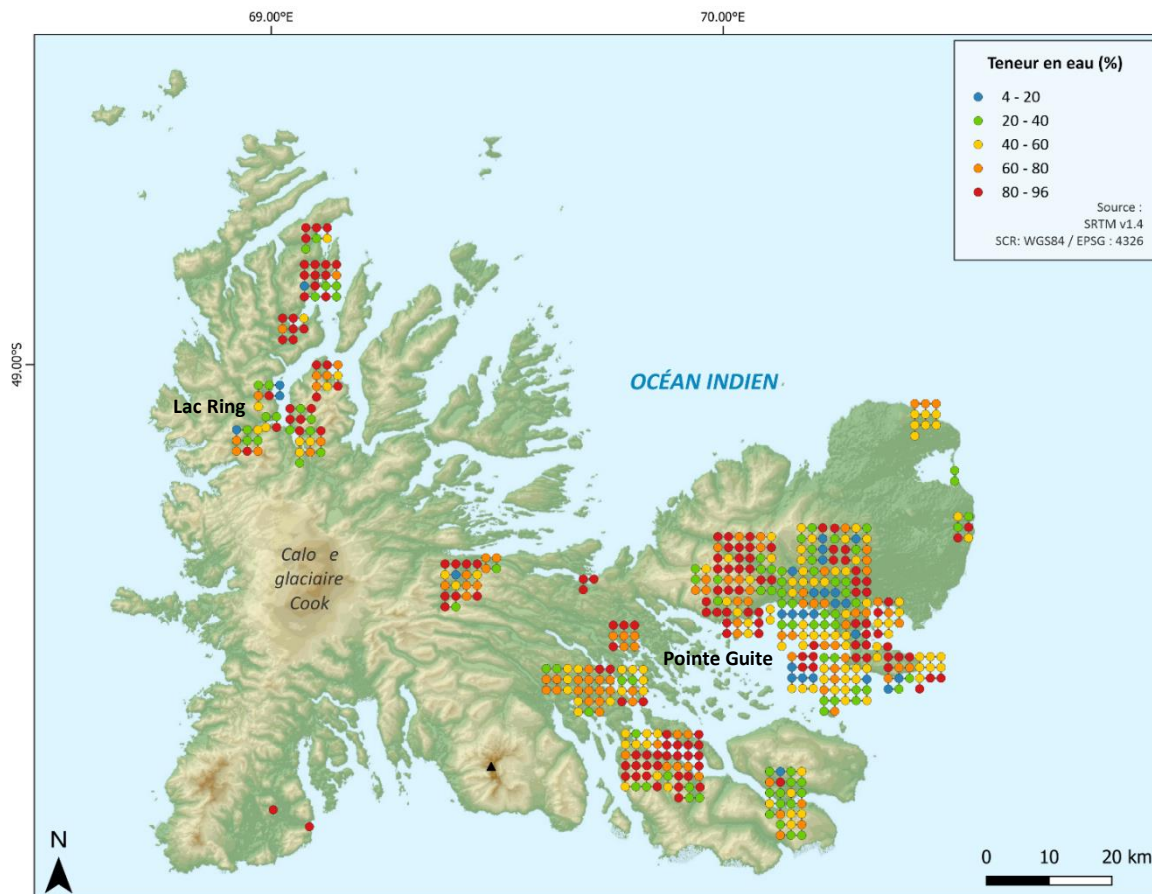 69.00°E
70.00°E
Teneur en eau (%)
4 - 20
20 - 40
40 - 60
60 - 80
80 - 96
Source :
SRTM v1.4
SCR: WGS84 / EPSG : 4326
49.00°S
OCÉAN INDIEN
Lac Ring
Calo e
glaciaire
Cook
Pointe Guite
N
0 10 20 km